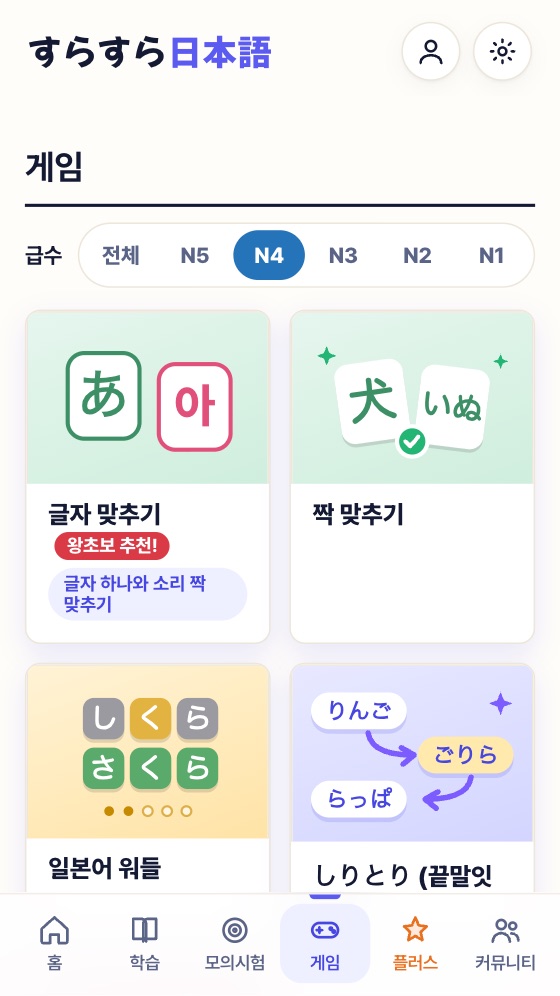 すらすら日本語
게임
급수 전체 N5 N4 N3 N2 N1
あ 아
犬 いぬ
글자 맞추기
왕초보 추천!
글자 하나와 소리 짝
맞추기
짝 맞추기
しくら
さくら
りんご
ごりら
らっぱ
일본어 워들
しりとり (끝말잇
홈 학습 모의시험 게임 플러스 커뮤니티